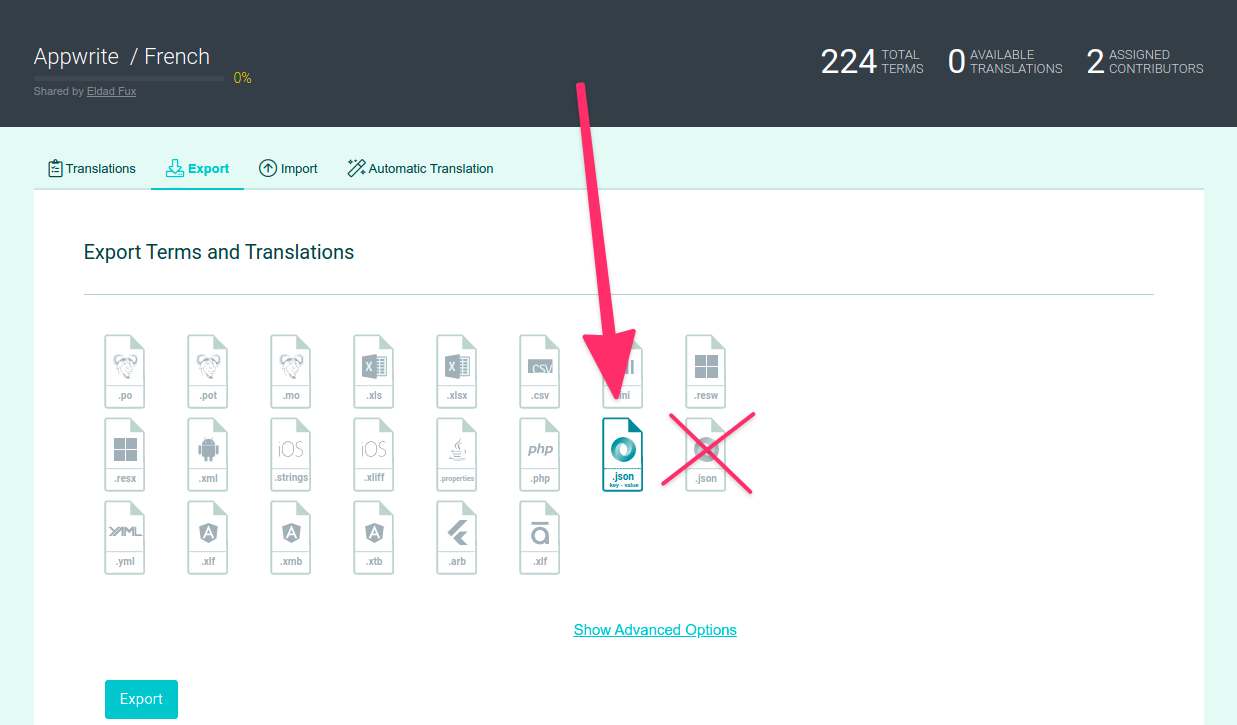 Appwrite / French
0%
Shared by Eldad Fux
224 TOTAL TERMS
0 AVAILABLE TRANSLATIONS
2 ASSIGNED CONTRIBUTORS
Translations Export Import Automatic Translation
Export Terms and Translations
X X CSV
.po .pot .mo .xls .xlsx .csv .ini .resw
iOS iOS php
.resx .xml .strings .xliff .properties .php .json .json
key - value
YAML A A A a
.yml .xlf .xmb .xtb .arb .xlf
Show Advanced Options
Export